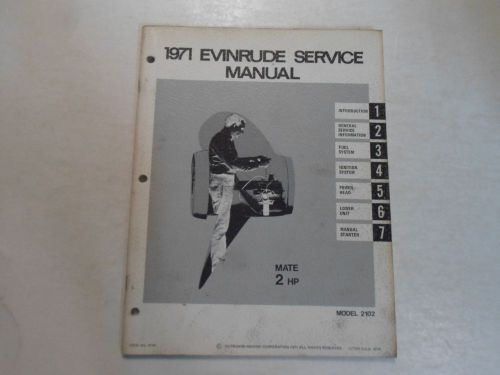 1971 EVINRUDE SERVICE
MANUAL
INTRODUCTION 1
GENERAL
SERVICE
INFORMATION 2
FUEL
SYSTEM 3
IGNITION
SYSTEM 4
POWER
HEAD 5
LOWER
UNIT 6
MANUAL
STARTER 7
MATE
2 HP
MODEL 2102